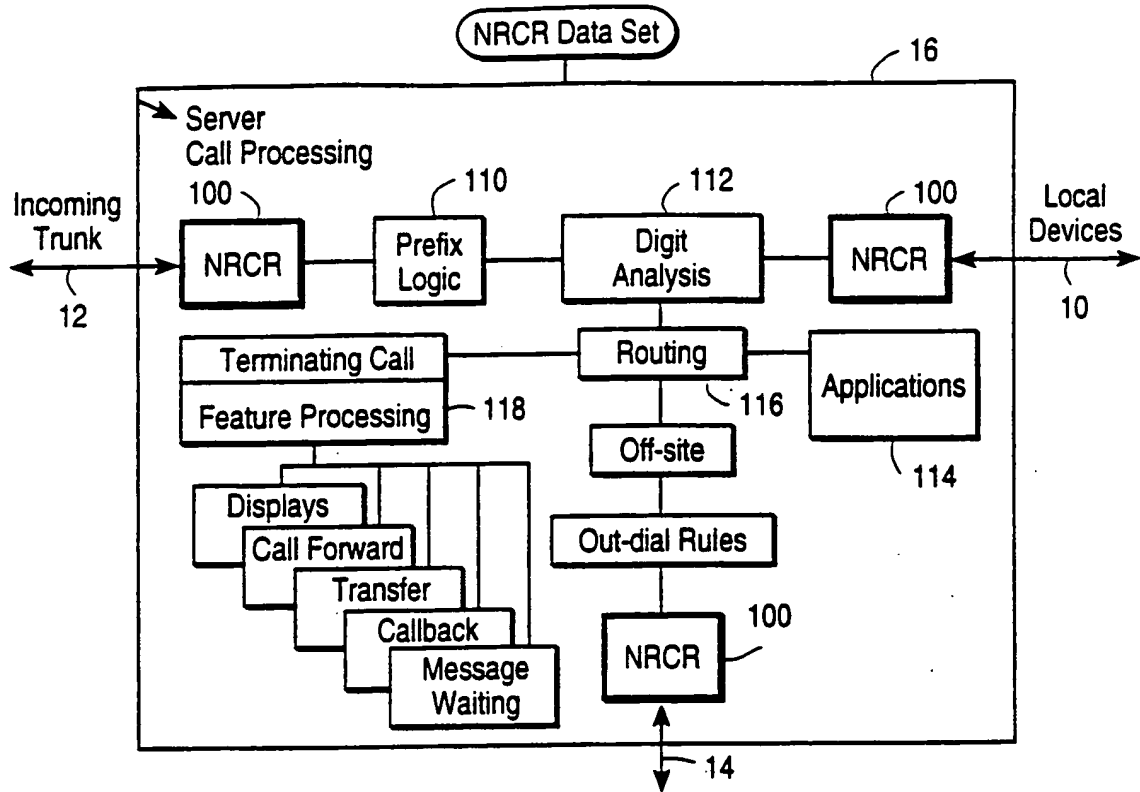 NRCR Data Set
16
Server
Call Processing
100
110
112
100
Incoming
Trunk
Local
Devices
NRCR
Prefix
Logic
Digit
Analysis
NRCR
12
10
Terminating Call
Routing
Applications
Feature Processing
118
116
114
Off-site
Displays
Call Forward
Transfer
Callback
Message
Waiting
Out-dial Rules
100
NRCR
14